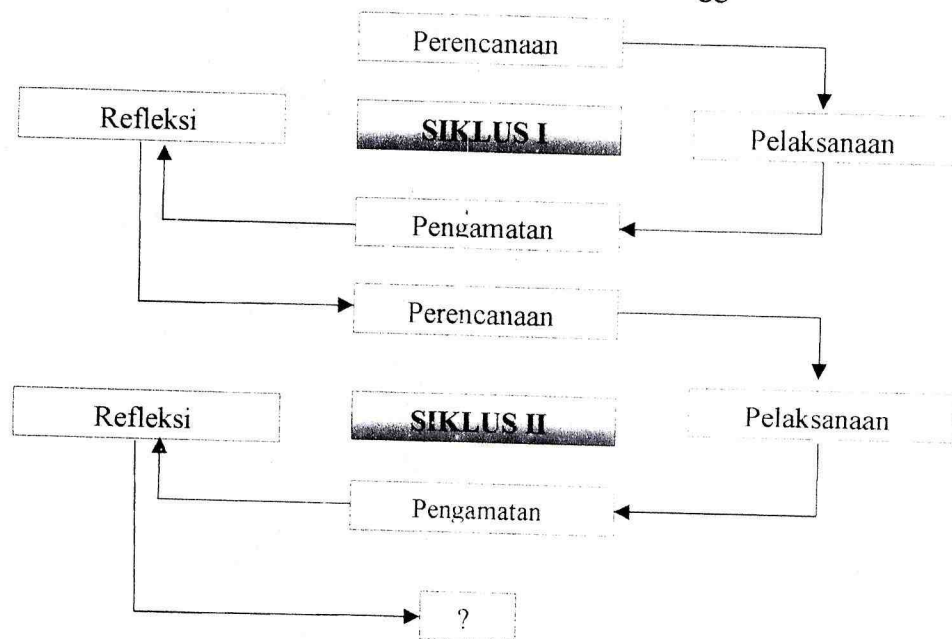 Perencanaan
Refleksi
SIKLUS I
Pelaksanaan
Pengamatan
Perencanaan
Refleksi
SIKLUS II
Pelaksanaan
Pengamatan
?